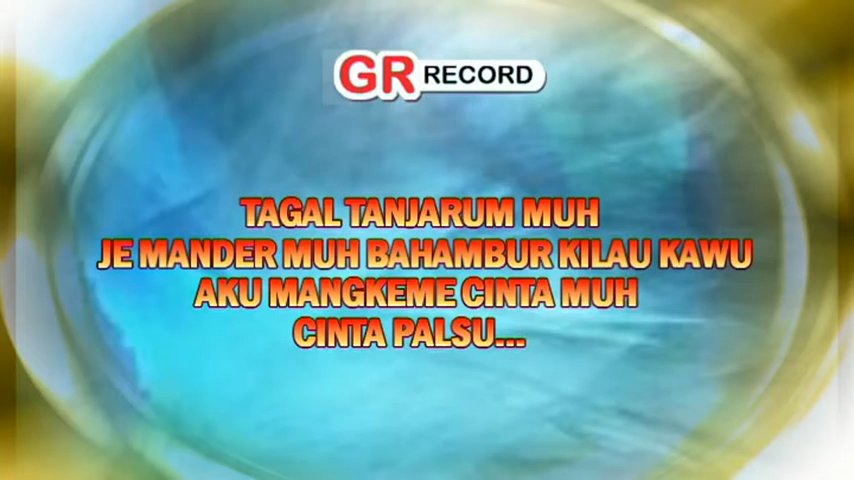 GR RECORD
TAGAL TANJARUM MUH
JE MANDER MUH BAHAMBUR KILAU KAWU
AKU MANGKEME CINTA MUH
CINTA PALSU...